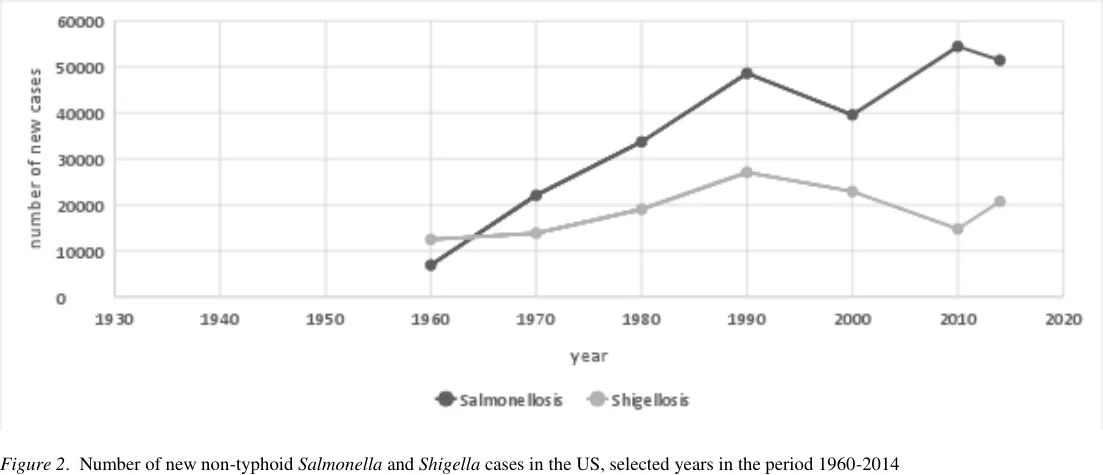 60000
50000
40000
30000
20000
10000
0
number of new cases
1930 1940 1950 1960 1970 1980 1990 2000 2010 2020
year
Salmonellosis Shigellosis
Figure 2. Number of new non-typhoid Salmonella and Shigella cases in the US, selected years in the period 1960-2014